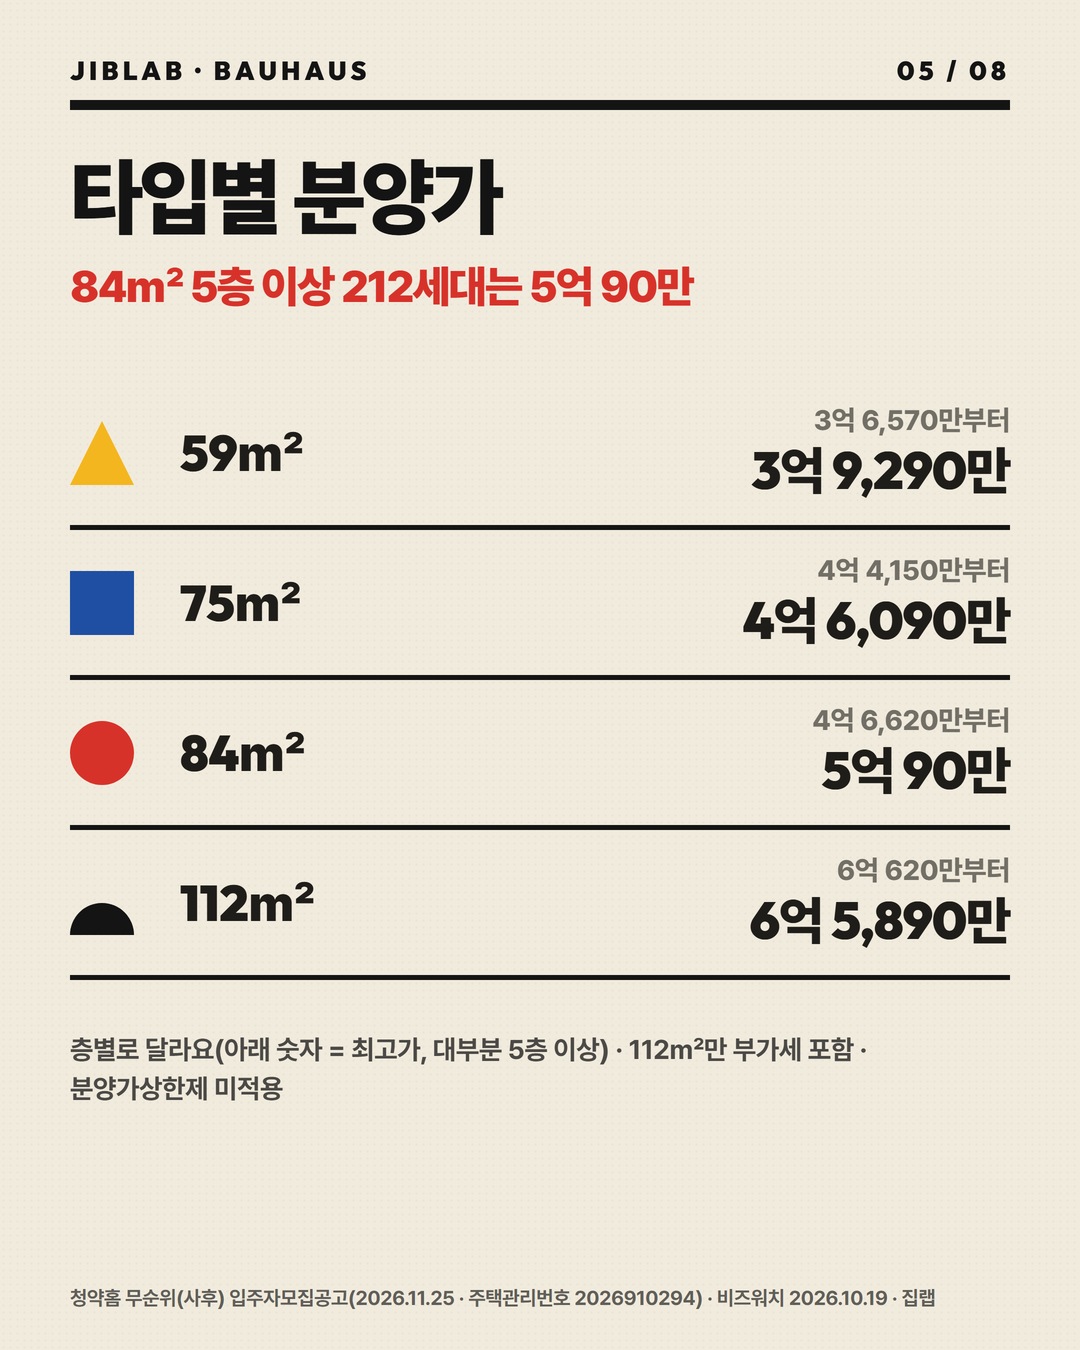 JIBLAB · BAUHAUS
05 / 08
타입별 분양가
84m² 5층 이상 212세대는 5억 90만
3억 6,570만부터
59m²
3억 9,290만
4억 4,150만부터
75m²
4억 6,090만
4억 6,620만부터
84m²
5억 90만
6억 620만부터
112m²
6억 5,890만
층별로 달라요(아래 숫자 = 최고가, 대부분 5층 이상) · 112m²만 부가세 포함 ·
분양가상한제 미적용
청약홈 무순위(사후) 입주자모집공고(2026.11.25 · 주택관리번호 2026910294) · 비즈워치 2026.10.19 · 집랩